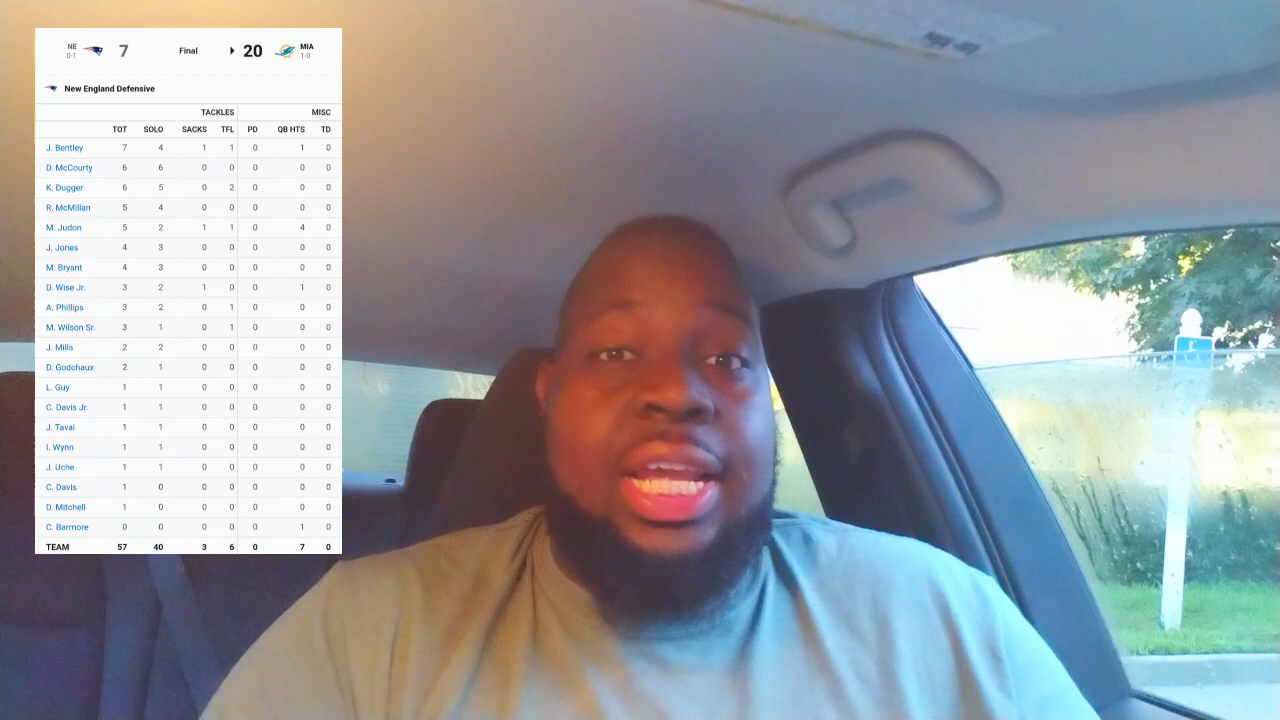 NE 7 Final 20 MIA
0-1 1-0
New England Defensive
TACKLES MISC
TOT SOLO SACKS TFL PD QB HTS TD
J. Bentley 7 4 1 1 0 1 0
D. McCourty 6 6 0 0 0 0 0
K. Dugger 6 5 0 2 0 0 0
R. McMillan 5 4 0 0 0 0 0
M. Judon 5 2 1 1 0 4 0
J. Jones 4 3 0 0 0 0 0
M. Bryant 4 3 0 0 0 0 0
D. Wise Jr. 3 2 1 0 0 1 0
A. Phillips 3 2 0 1 0 0 0
M. Wilson Sr. 3 1 0 1 0 0 0
J. Mills 2 2 0 0 0 0 0
D. Godchaux 2 1 0 0 0 0 0
L. Guy 1 1 0 0 0 0 0
C. Davis Jr. 1 1 0 0 0 0 0
J. Tavai 1 1 0 0 0 0 0
I. Wynn 1 1 0 0 0 0 0
J. Uche 1 1 0 0 0 0 0
C. Davis 1 0 0 0 0 0 0
D. Mitchell 1 0 0 0 0 0 0
C. Barmore 0 0 0 0 0 1 0
TEAM 57 40 3 6 0 7 0